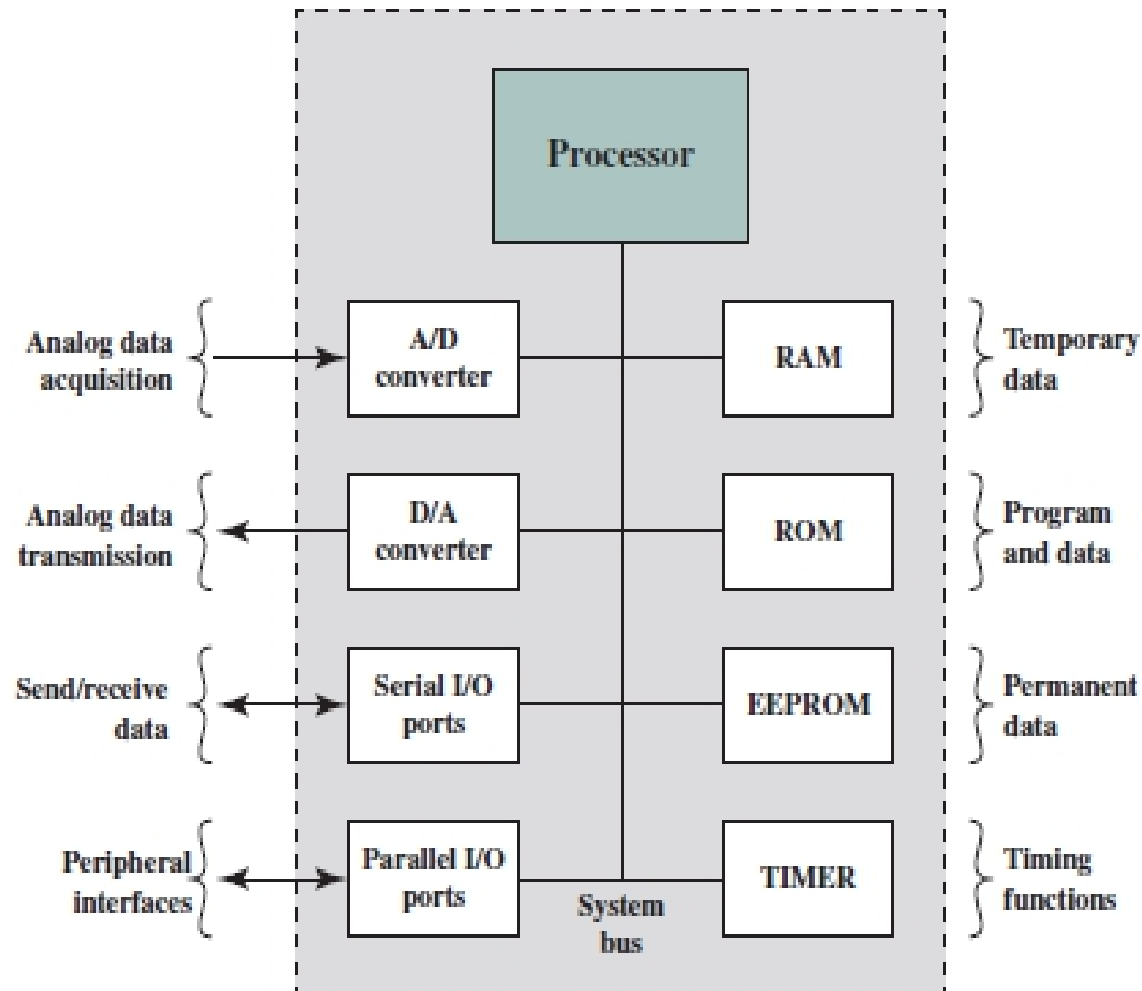 Processor
Analog data
acquisition
A/D
converter
RAM
Temporary
data
Analog data
transmission
D/A
converter
ROM
Program
and data
Send/receive
data
Serial I/O
ports
EEPROM
Permanent
data
Peripheral
interfaces
Parallel I/O
ports
TIMER
Timing
functions
System
bus